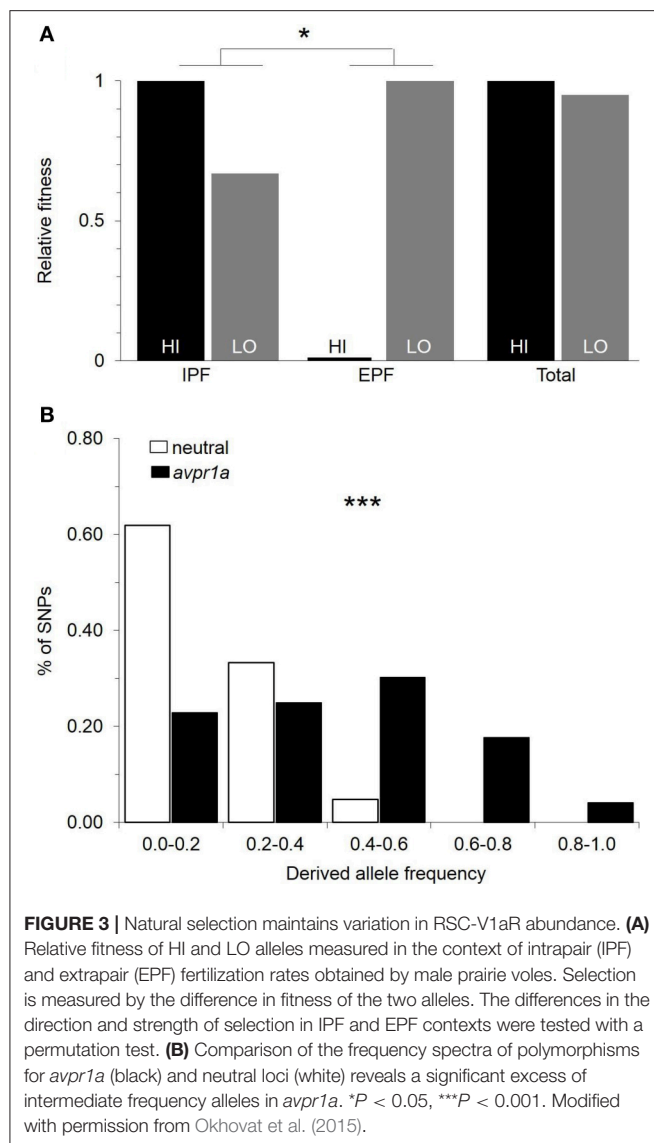 A
*
Relative fitness
1
0.5
0
HI
LO
HI
LO
HI
LO
IPF
EPF
Total
B
neutral
avpr1a
***
% of SNPs
0.80
0.60
0.40
0.20
0.00
0.0-0.2
0.2-0.4
0.4-0.6
0.6-0.8
0.8-1.0
Derived allele frequency
FIGURE 3 | Natural selection maintains variation in RSC-V1aR abundance. (A)
Relative fitness of HI and LO alleles measured in the context of intrapair (IPF)
and extrapair (EPF) fertilization rates obtained by male prairie voles. Selection
is measured by the difference in fitness of the two alleles. The differences in the
direction and strength of selection in IPF and EPF contexts were tested with a
permutation test. (B) Comparison of the frequency spectra of polymorphisms
for avpr1a (black) and neutral loci (white) reveals a significant excess of
intermediate frequency alleles in avpr1a. *P < 0.05, ***P < 0.001. Modified
with permission from Okhovat et al. (2015).